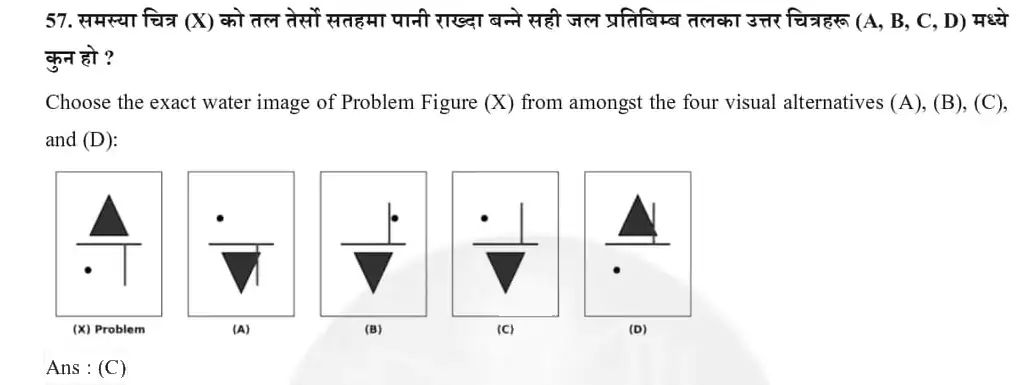 57. समस्या चित्र (X) को तल तेर्सो सतहमा पानी राख्दा बन्ने सही जल प्रतिबिम्ब तलका उत्तर चित्रहरू (A, B, C, D) मध्ये
कुन हो ?
Choose the exact water image of Problem Figure (X) from amongst the four visual alternatives (A), (B), (C),
and (D):
(X) Problem (A) (B) (C) (D)
Ans : (C)